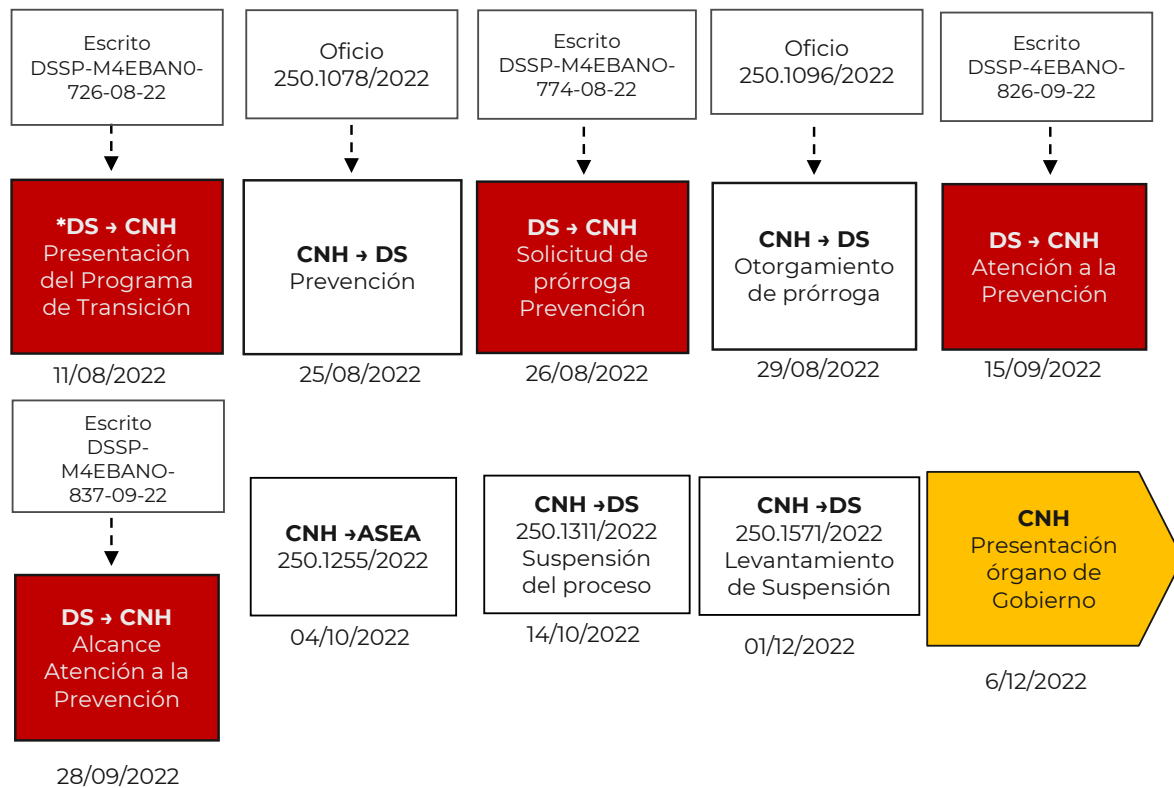 Escrito
DSSP-M4EBAN0-
726-08-22
Oficio
250.1078/2022
Escrito
DSSP-M4EBANO-
774-08-22
Oficio
250.1096/2022
Escrito
DSSP-4EBANO-
826-09-22
*DS → CNH
Presentación
del Programa
de Transición
CNH → DS
Prevención
DS → CNH
Solicitud de
prórroga
Prevención
CNH → DS
Otorgamiento
de prórroga
DS → CNH
Atención a la
Prevención
11/08/2022
25/08/2022
26/08/2022
29/08/2022
15/09/2022
Escrito
DSSP-
M4EBANO-
837-09-22
DS → CNH
Alcance
Atención a la
Prevención
28/09/2022
CNH →ASEA
250.1255/2022
04/10/2022
CNH →DS
250.1311/2022
Suspensión
del proceso
14/10/2022
CNH →DS
250.1571/2022
Levantamiento
de Suspensión
01/12/2022
CNH
Presentación
órgano de
Gobierno
6/12/2022